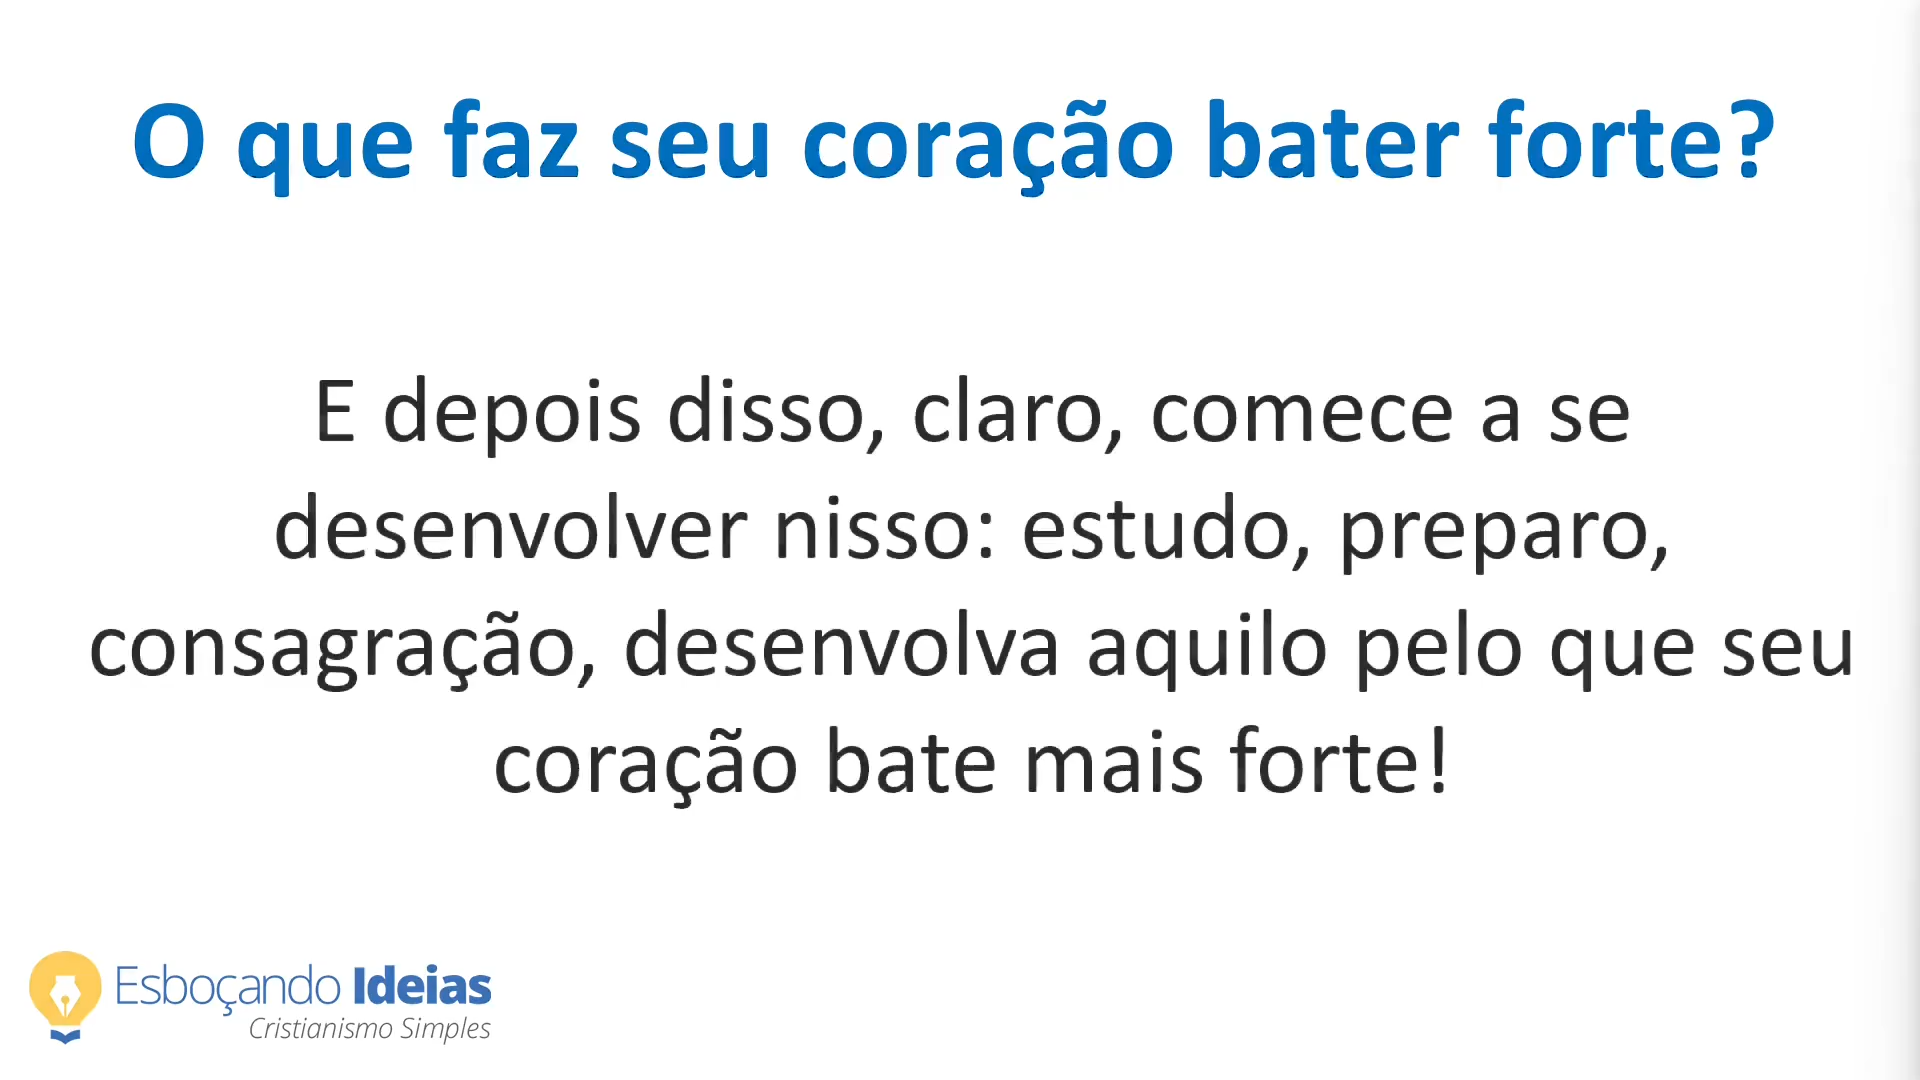 O que faz seu coração bater forte?
E depois disso, claro, comece a se
desenvolver nisso: estudo, preparo,
consagração, desenvolva aquilo pelo que seu
coração bate mais forte!
Esboçando Ideias
Cristianismo Simples